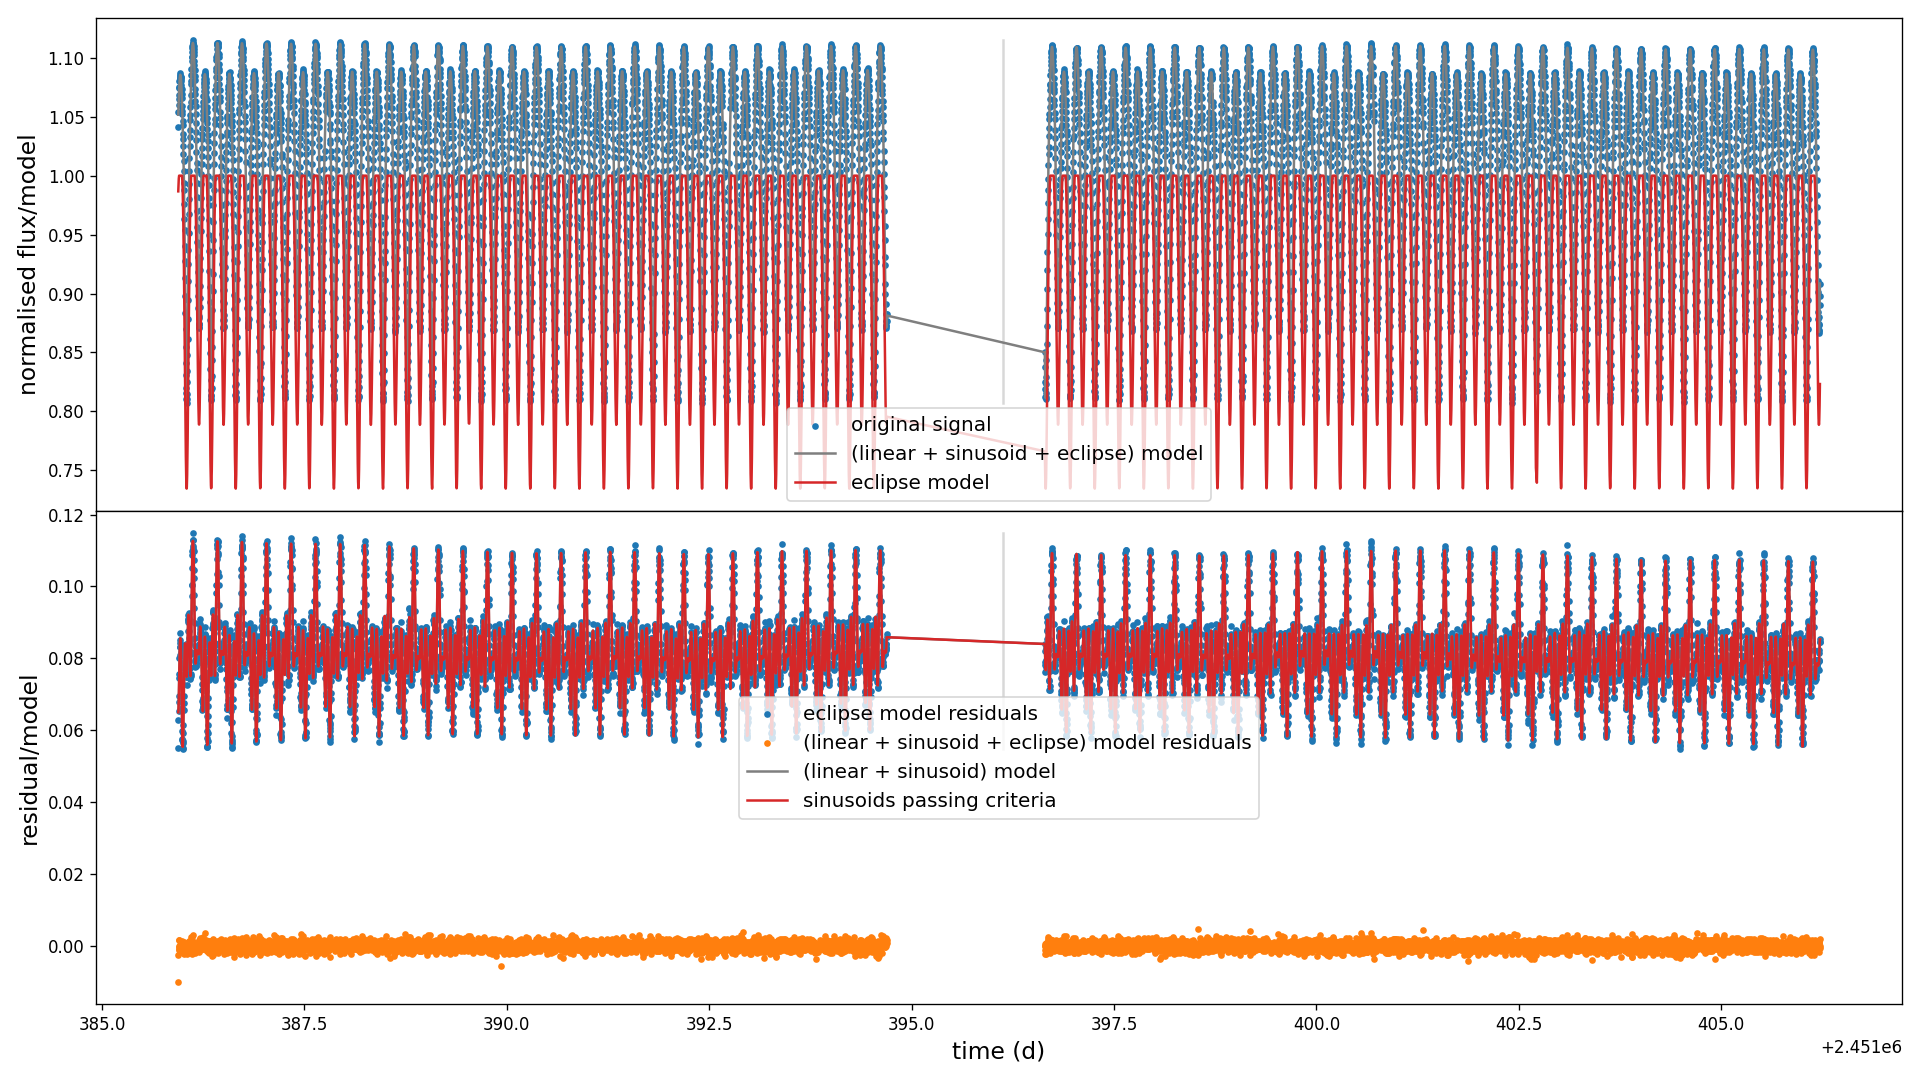 normalised flux/model
1.10
1.05
1.00
0.95
0.90
0.85
0.80
0.75
original signal
(linear + sinusoid + eclipse) model
eclipse model
residual/model
0.12
0.10
0.08
0.06
0.04
0.02
0.00
eclipse model residuals
(linear + sinusoid + eclipse) model residuals
(linear + sinusoid) model
sinusoids passing criteria
385.0 387.5 390.0 392.5 395.0 397.5 400.0 402.5 405.0
time (d)
+2.451e6